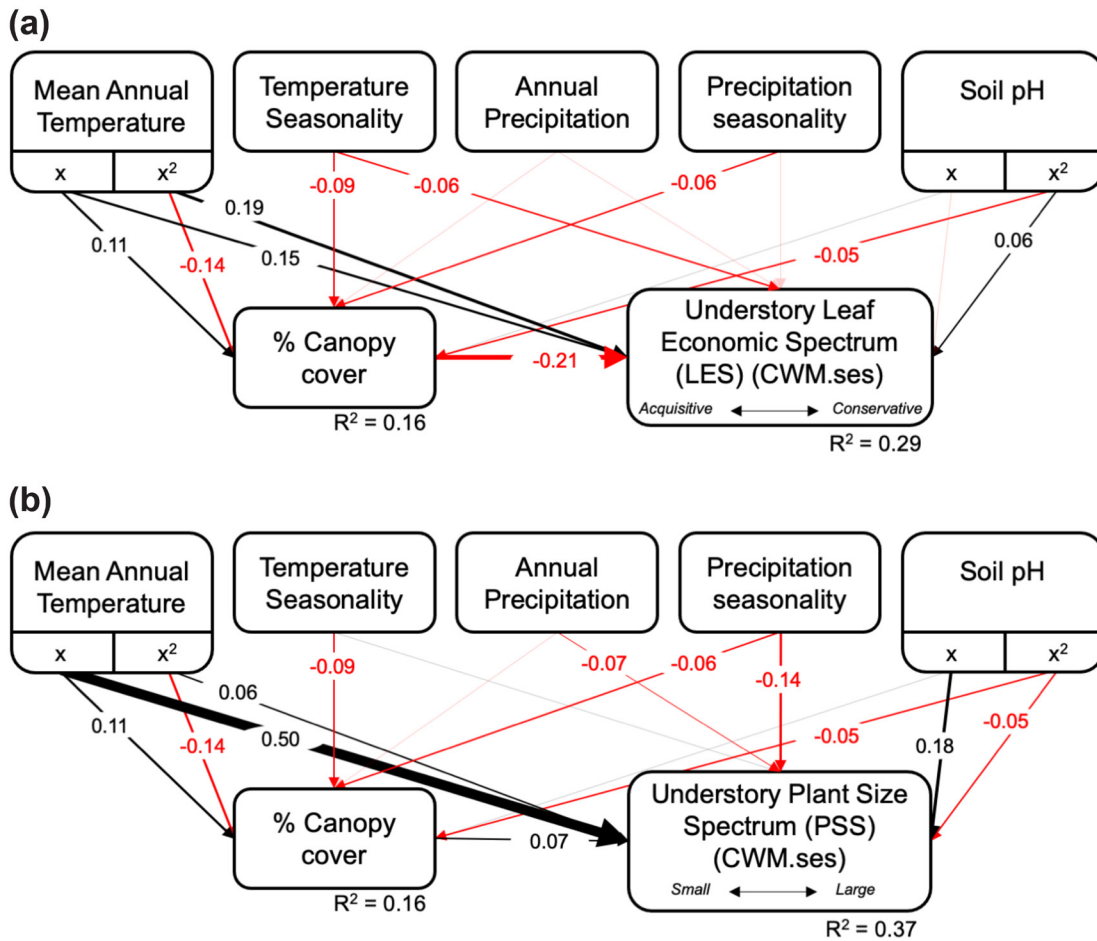 (a)
Mean Annual
Temperature
x
x²
Temperature
Seasonality
Annual
Precipitation
Precipitation
seasonality
Soil pH
x
x²
-0.09
-0.06
-0.06
0.19
0.11
-0.14
0.15
-0.05
0.06
% Canopy
cover
R² = 0.16
-0.21
Understory Leaf
Economic Spectrum
(LES) (CWM.ses)
Acquisitive
Conservative
R² = 0.29
(b)
Mean Annual
Temperature
x
x²
Temperature
Seasonality
Annual
Precipitation
Precipitation
seasonality
Soil pH
x
x²
-0.09
-0.07
-0.06
-0.14
0.06
0.11
-0.14
0.50
-0.05
0.18
-0.05
% Canopy
cover
R² = 0.16
0.07
Understory Plant Size
Spectrum (PSS)
(CWM.ses)
Small
Large
R² = 0.37